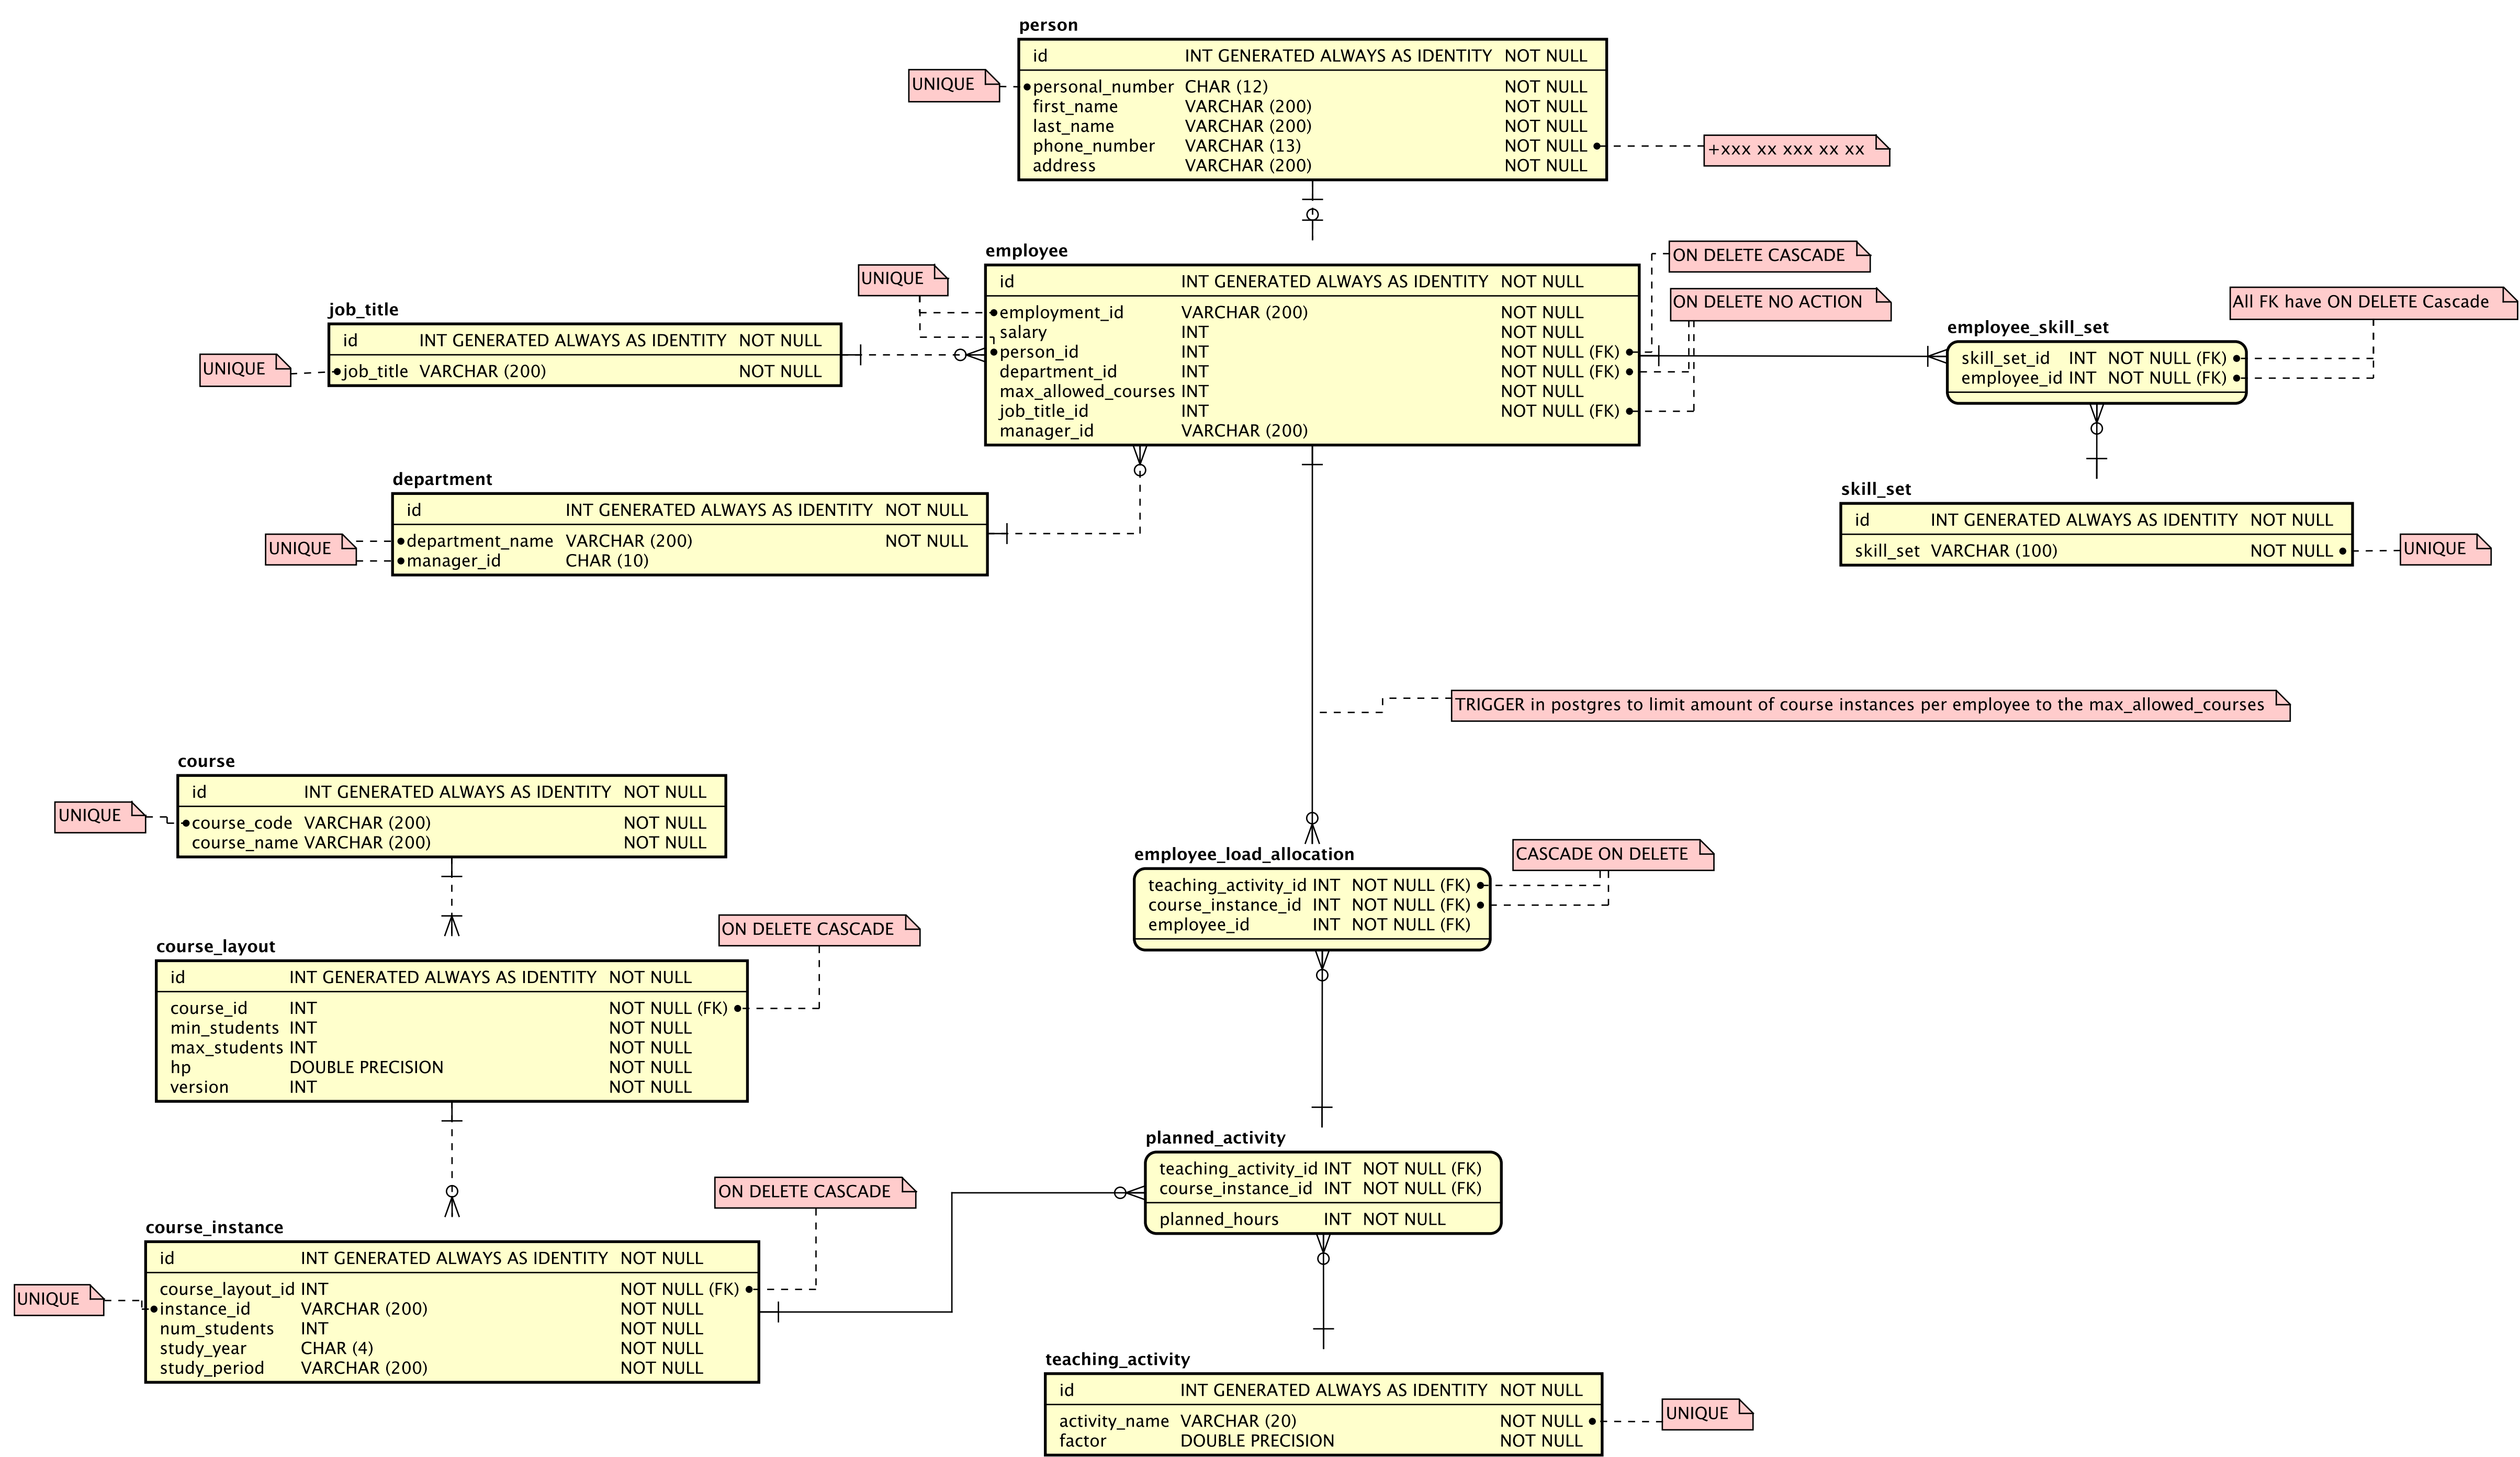 person
id INT GENERATED ALWAYS AS IDENTITY NOT NULL
UNIQUE
personal_number CHAR (12) NOT NULL
first_name VARCHAR (200) NOT NULL
last_name VARCHAR (200) NOT NULL
phone_number VARCHAR (13) NOT NULL
+xxx xx xxx xx xx
address VARCHAR (200) NOT NULL
employee
ON DELETE CASCADE
UNIQUE
id INT GENERATED ALWAYS AS IDENTITY NOT NULL
ON DELETE NO ACTION
employment_id VARCHAR (200) NOT NULL
salary INT NOT NULL
person_id INT NOT NULL (FK)
department_id INT NOT NULL (FK)
max_allowed_courses INT NOT NULL
job_title_id INT NOT NULL (FK)
manager_id VARCHAR (200)
All FK have ON DELETE Cascade
employee_skill_set
skill_set_id INT NOT NULL (FK)
employee_id INT NOT NULL (FK)
job_title
id INT GENERATED ALWAYS AS IDENTITY NOT NULL
UNIQUE
job_title VARCHAR (200) NOT NULL
department
id INT GENERATED ALWAYS AS IDENTITY NOT NULL
UNIQUE
department_name VARCHAR (200) NOT NULL
manager_id CHAR (10)
skill_set
id INT GENERATED ALWAYS AS IDENTITY NOT NULL
skill_set VARCHAR (100) NOT NULL
UNIQUE
TRIGGER in postgres to limit amount of course instances per employee to the max_allowed_courses
course
id INT GENERATED ALWAYS AS IDENTITY NOT NULL
UNIQUE
course_code VARCHAR (200) NOT NULL
course_name VARCHAR (200) NOT NULL
employee_load_allocation
CASCADE ON DELETE
teaching_activity_id INT NOT NULL (FK)
course_instance_id INT NOT NULL (FK)
employee_id INT NOT NULL (FK)
course_layout
ON DELETE CASCADE
id INT GENERATED ALWAYS AS IDENTITY NOT NULL
course_id INT NOT NULL (FK)
min_students INT NOT NULL
max_students INT NOT NULL
hp DOUBLE PRECISION NOT NULL
version INT NOT NULL
planned_activity
teaching_activity_id INT NOT NULL (FK)
course_instance_id INT NOT NULL (FK)
planned_hours INT NOT NULL
course_instance
ON DELETE CASCADE
id INT GENERATED ALWAYS AS IDENTITY NOT NULL
course_layout_id INT NOT NULL (FK)
UNIQUE
instance_id VARCHAR (200) NOT NULL
num_students INT NOT NULL
study_year CHAR (4) NOT NULL
study_period VARCHAR (200) NOT NULL
teaching_activity
id INT GENERATED ALWAYS AS IDENTITY NOT NULL
activity_name VARCHAR (20) NOT NULL
UNIQUE
factor DOUBLE PRECISION NOT NULL